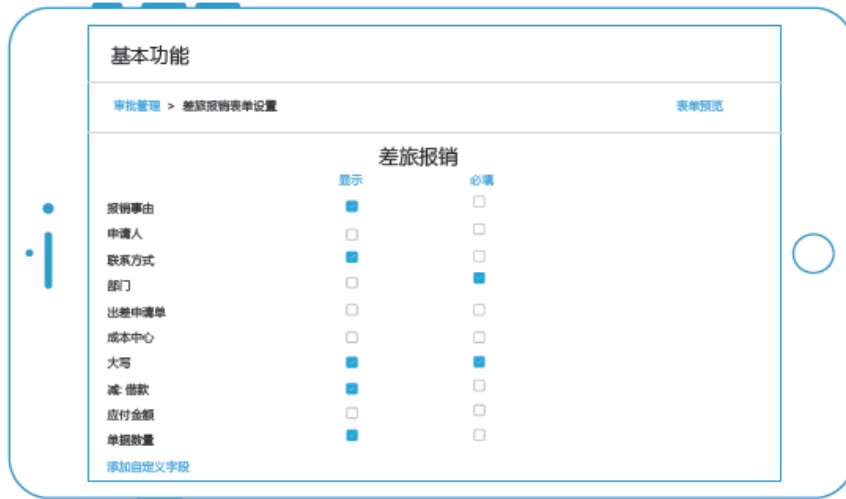 基本功能
审批管理 > 差旅报销表单设置 表单预览
差旅报销
显示 必填
报销事由
申请人
联系方式
部门
出差申请单
成本中心
大写
减: 借款
应付金额
单据数量
添加自定义字段